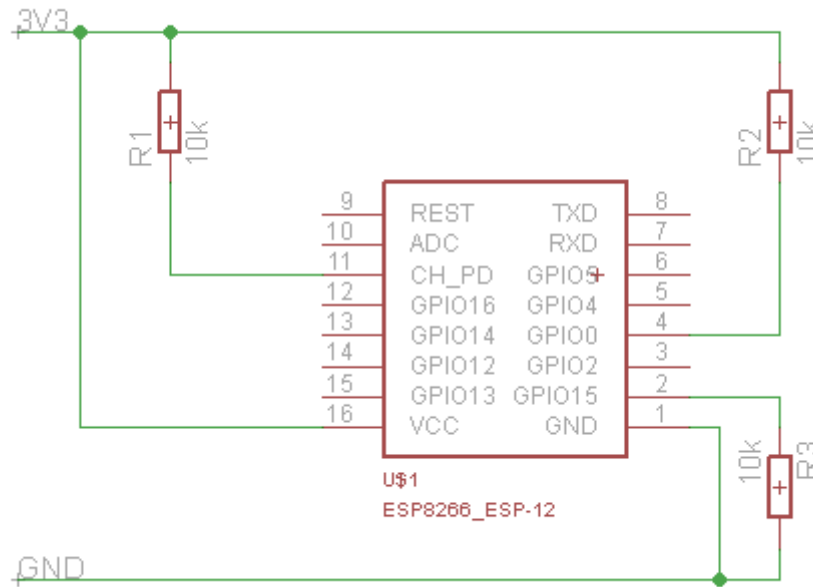 3V3
R1
10k
R2
10k
9 REST TXD 8
10 ADC RXD 7
11 CH_PD GPIO5 6
12 GPIO16 GPIO4 5
13 GPIO14 GPIO0 4
14 GPIO12 GPIO2 3
15 GPIO13 GPIO15 2
16 VCC GND 1
10k
R3
U$1
ESP8266_ESP-12
GND